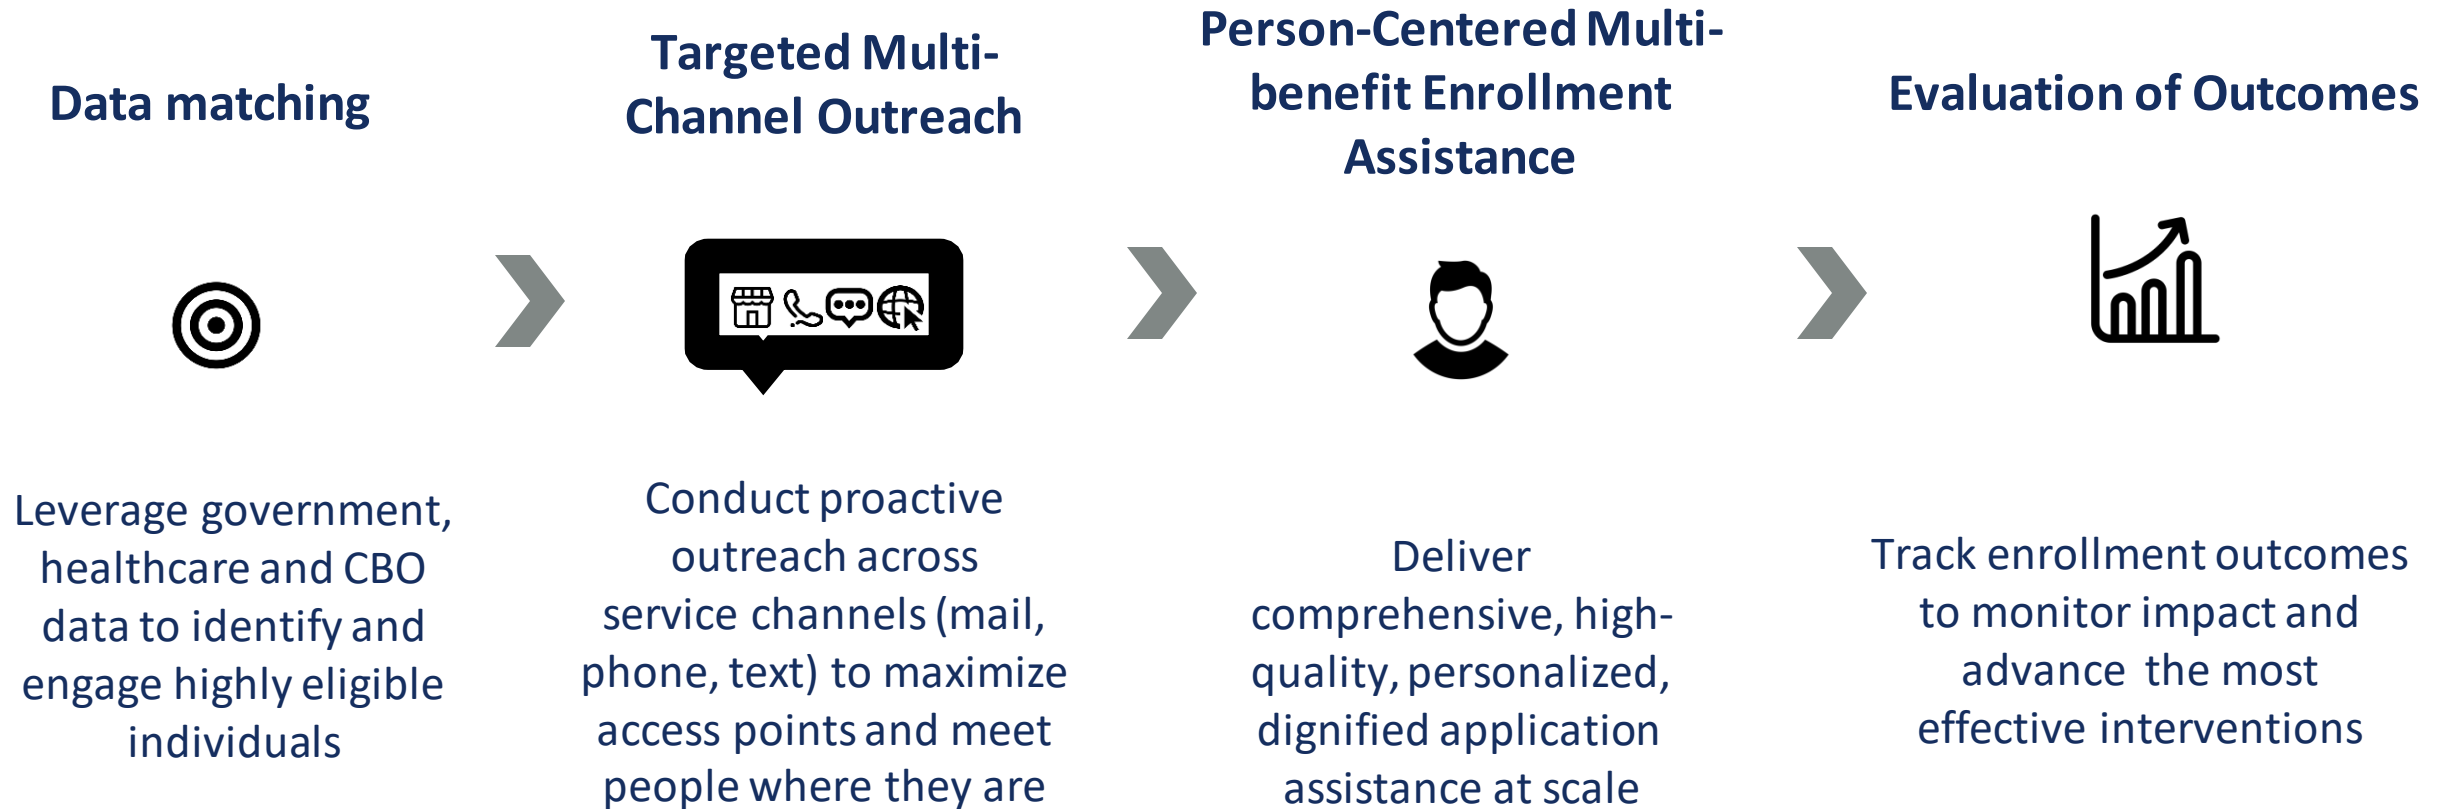 Data matching
Targeted Multi-
Channel Outreach
Person-Centered Multi-
benefit Enrollment
Assistance
Evaluation of Outcomes
Leverage government,
healthcare and CBO
data to identify and
engage highly eligible
individuals
Conduct proactive
outreach across
service channels (mail,
phone, text) to maximize
access points and meet
people where they are
Deliver
comprehensive, high-
quality, personalized,
dignified application
assistance at scale
Track enrollment outcomes
to monitor impact and
advance  the most
effective interventions